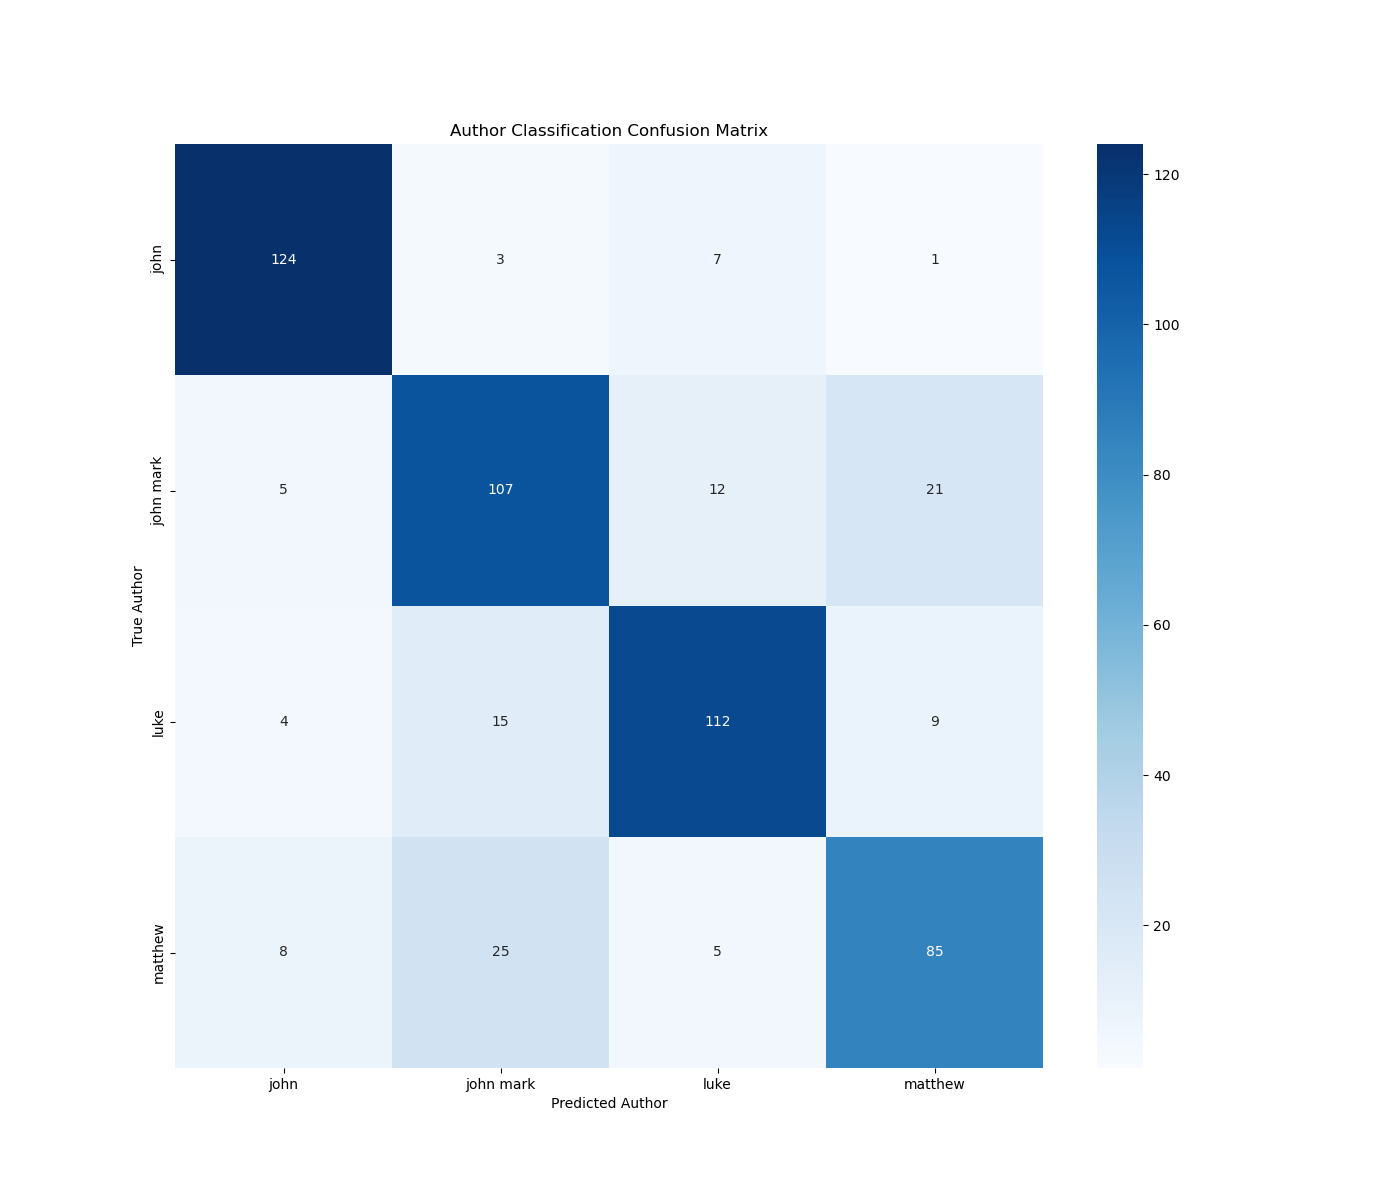 Author Classification Confusion Matrix
True Author
john
124 3 7 1
john mark
5 107 12 21
luke
4 15 112 9
matthew
8 25 5 85
john john mark luke matthew
Predicted Author
120
100
80
60
40
20